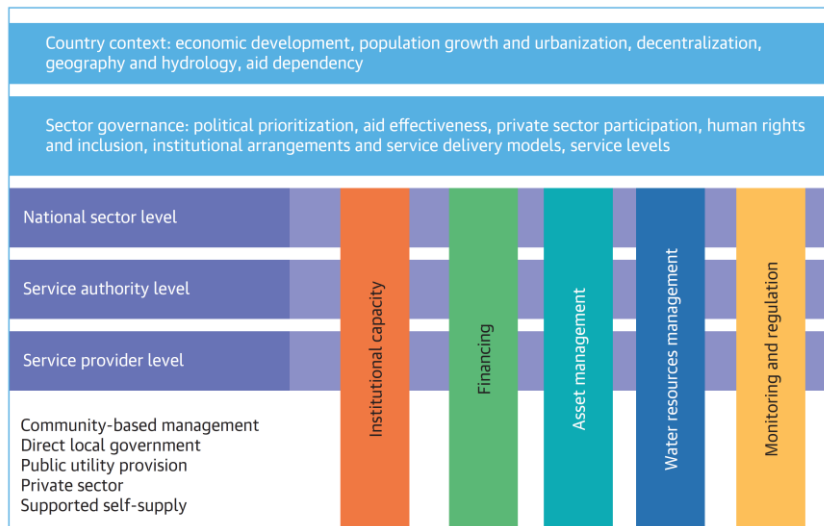 Country context: economic development, population growth and urbanization, decentralization,
geography and hydrology, aid dependency
Sector governance: political prioritization, aid effectiveness, private sector participation, human rights
and inclusion, institutional arrangements and service delivery models, service levels
National sector level
Service authority level
Service provider level
Community-based management
Direct local government
Public utility provision
Private sector
Supported self-supply
Institutional capacity
Financing
Asset management
Water resources management
Monitoring and regulation